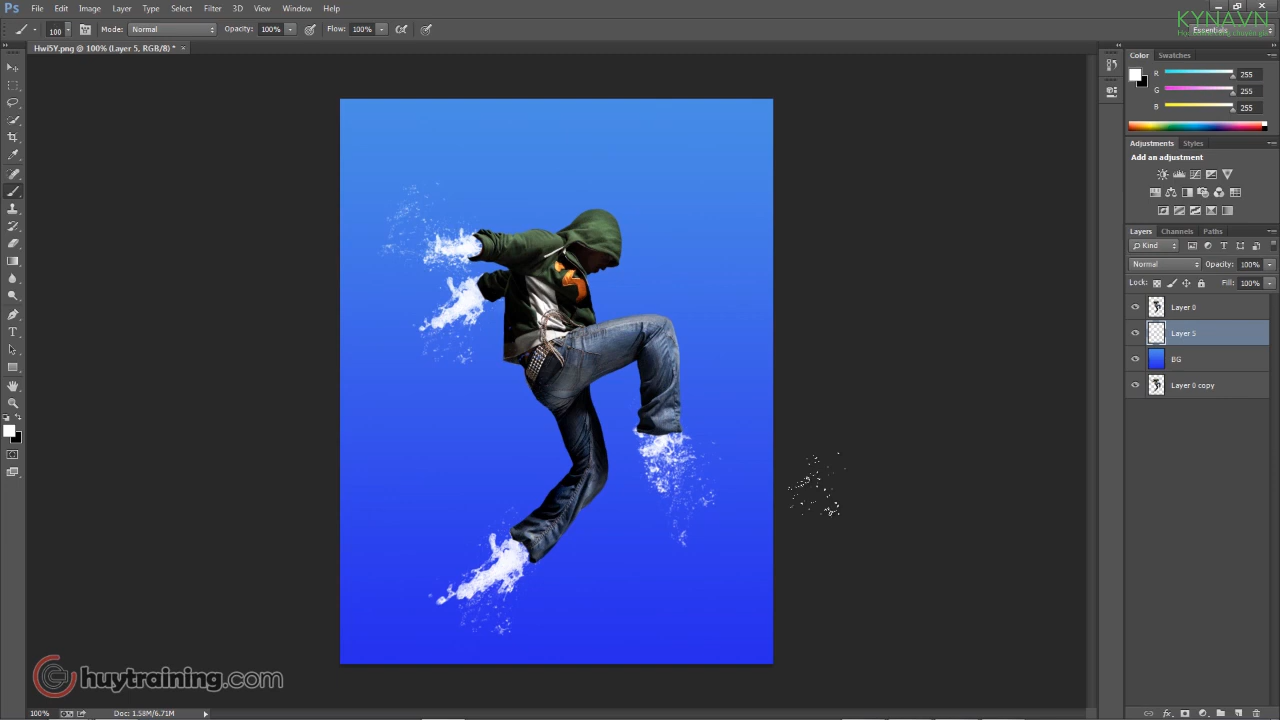 Ps File Edit Image Layer Type Select Filter 3D View Window Help
KYNA.VN
100 Mode: Normal Opacity: 100% Flow: 100%
Essentials
HwI5Y.png @ 100% (Layer 5, RGB/8) * ×
Color Swatches
R 255
G 255
B 255
Adjustments Styles
Add an adjustment
Layers Channels Paths
Kind
Normal Opacity: 100%
Lock: Fill: 100%
Layer 0
Layer 5
BG
Layer 0 copy
huytraining.com
100% Doc: 1.58M/6.71M